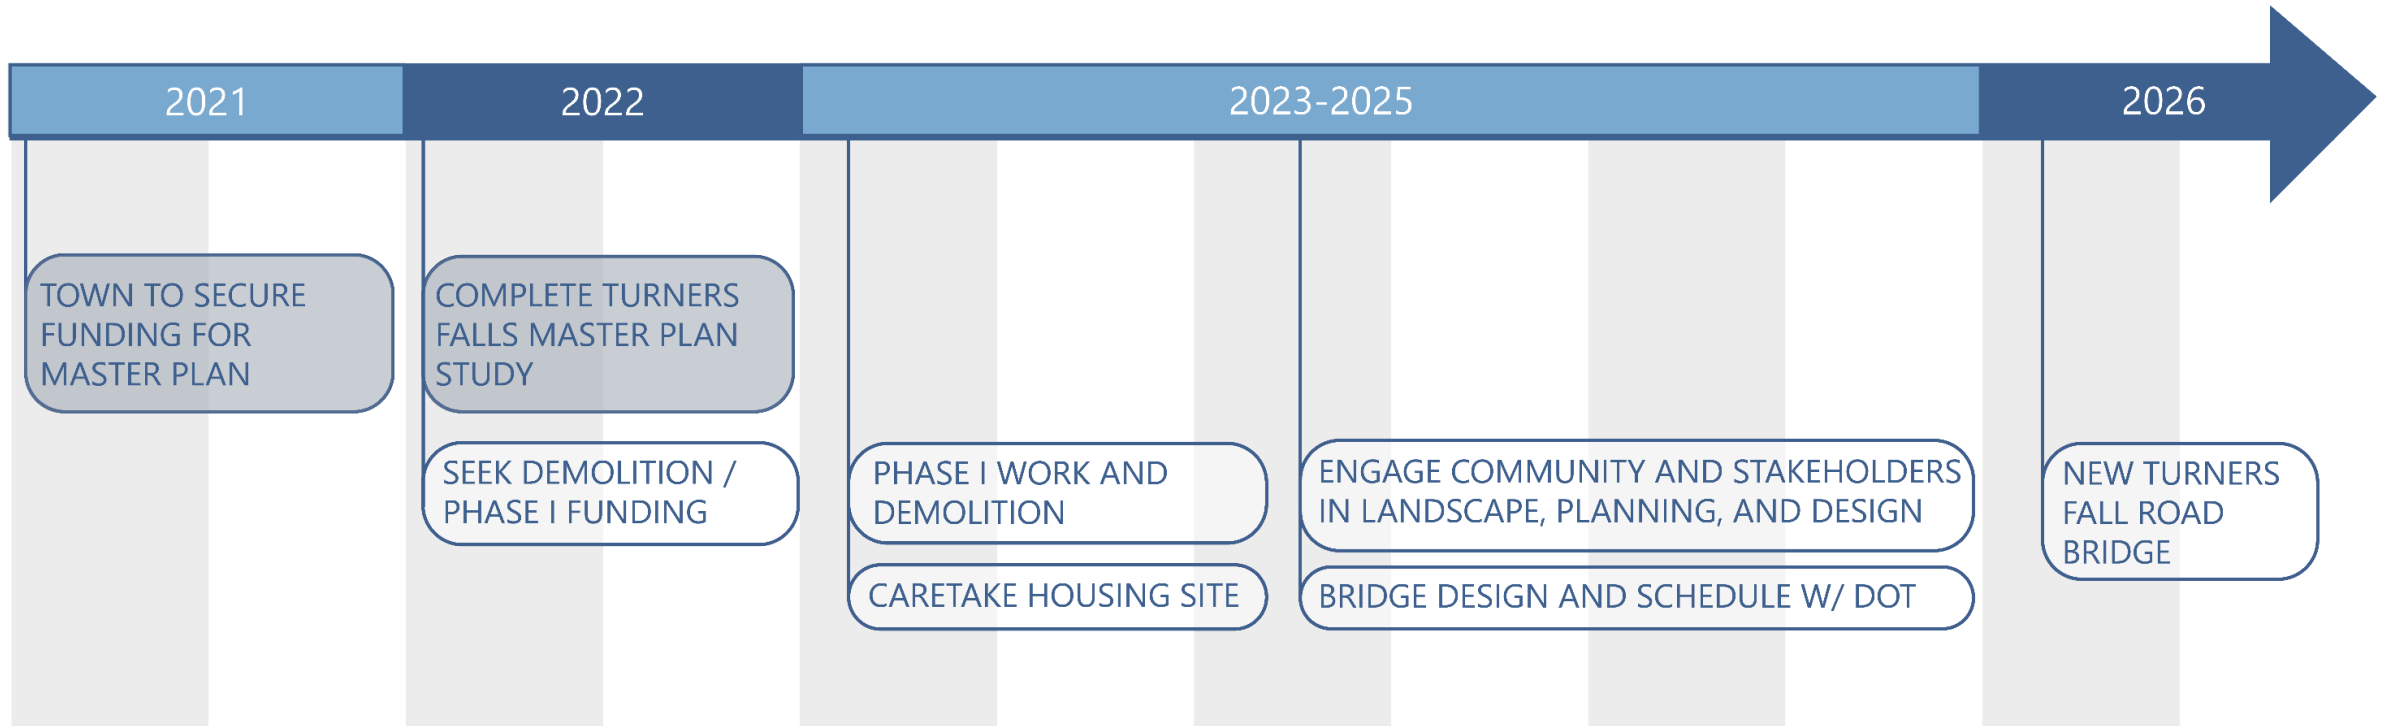 2021
2022
2023-2025
2026
TOWN TO SECURE
FUNDING FOR
MASTER PLAN
COMPLETE TURNERS
FALLS MASTER PLAN
STUDY
SEEK DEMOLITION /
PHASE I FUNDING
PHASE I WORK AND
DEMOLITION
CARETAKE HOUSING SITE
ENGAGE COMMUNITY AND STAKEHOLDERS
IN LANDSCAPE, PLANNING, AND DESIGN
BRIDGE DESIGN AND SCHEDULE W/ DOT
NEW TURNERS
FALL ROAD
BRIDGE